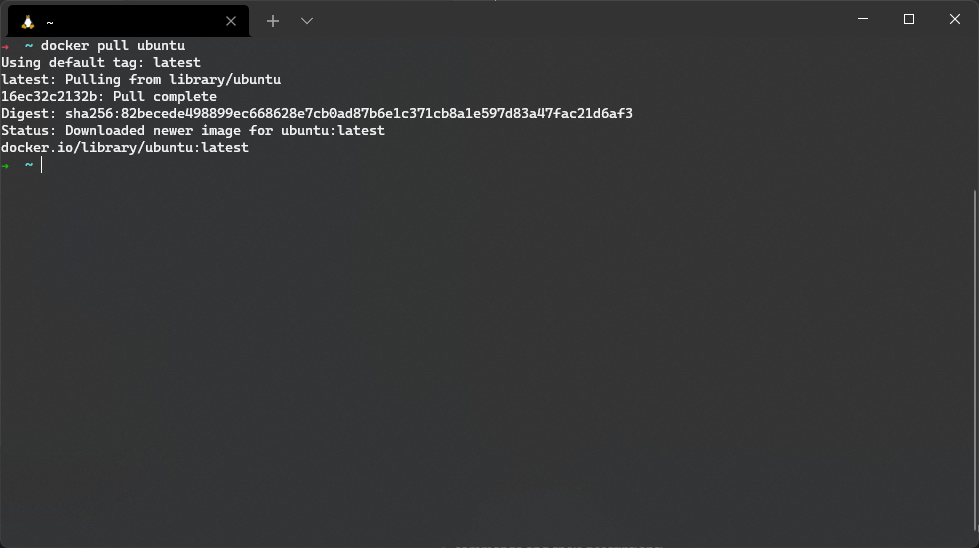 ~
→ ~ docker pull ubuntu
Using default tag: latest
latest: Pulling from library/ubuntu
16ec32c2132b: Pull complete
Digest: sha256:82becede498899ec668628e7cb0ad87b6e1c371cb8a1e597d83a47fac21d6af3
Status: Downloaded newer image for ubuntu:latest
docker.io/library/ubuntu:latest
→ ~